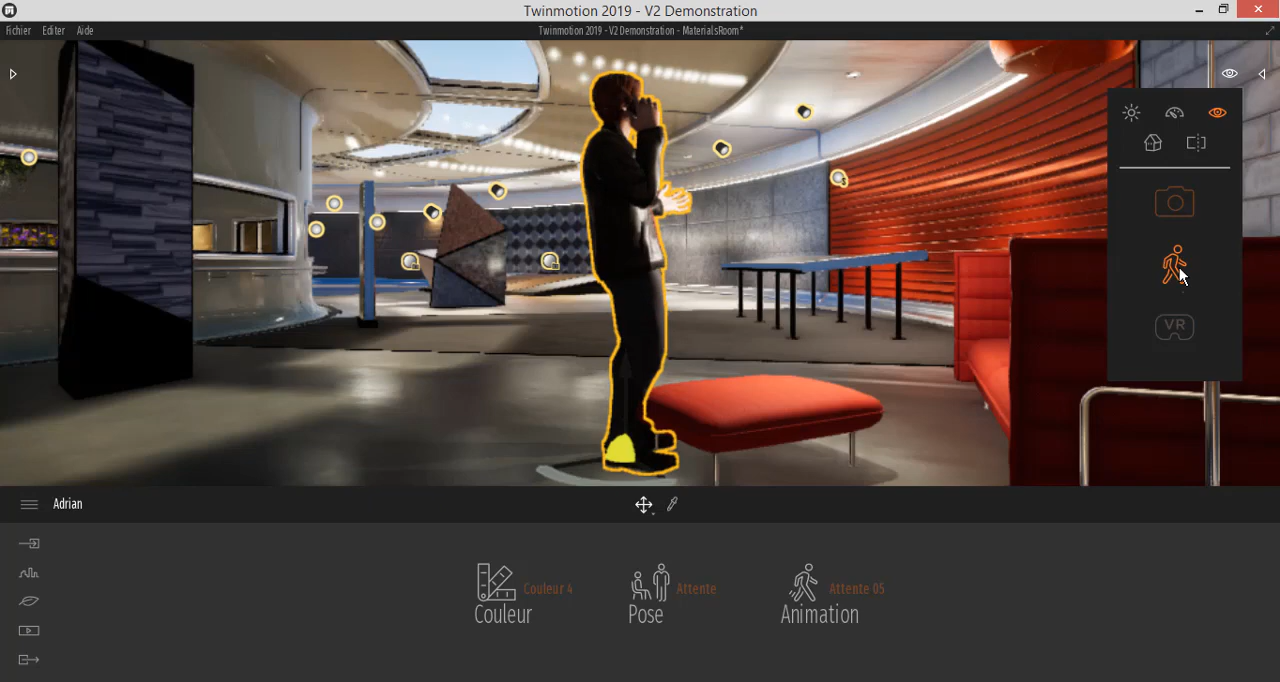 Twinmotion 2019 - V2 Demonstration
Fichier Editer Aide
Twinmotion 2019 - V2 Demonstration - MaterialsRoom*
VR
Adrian
Couleur 4
Couleur
Attente
Pose
Attente 05
Animation